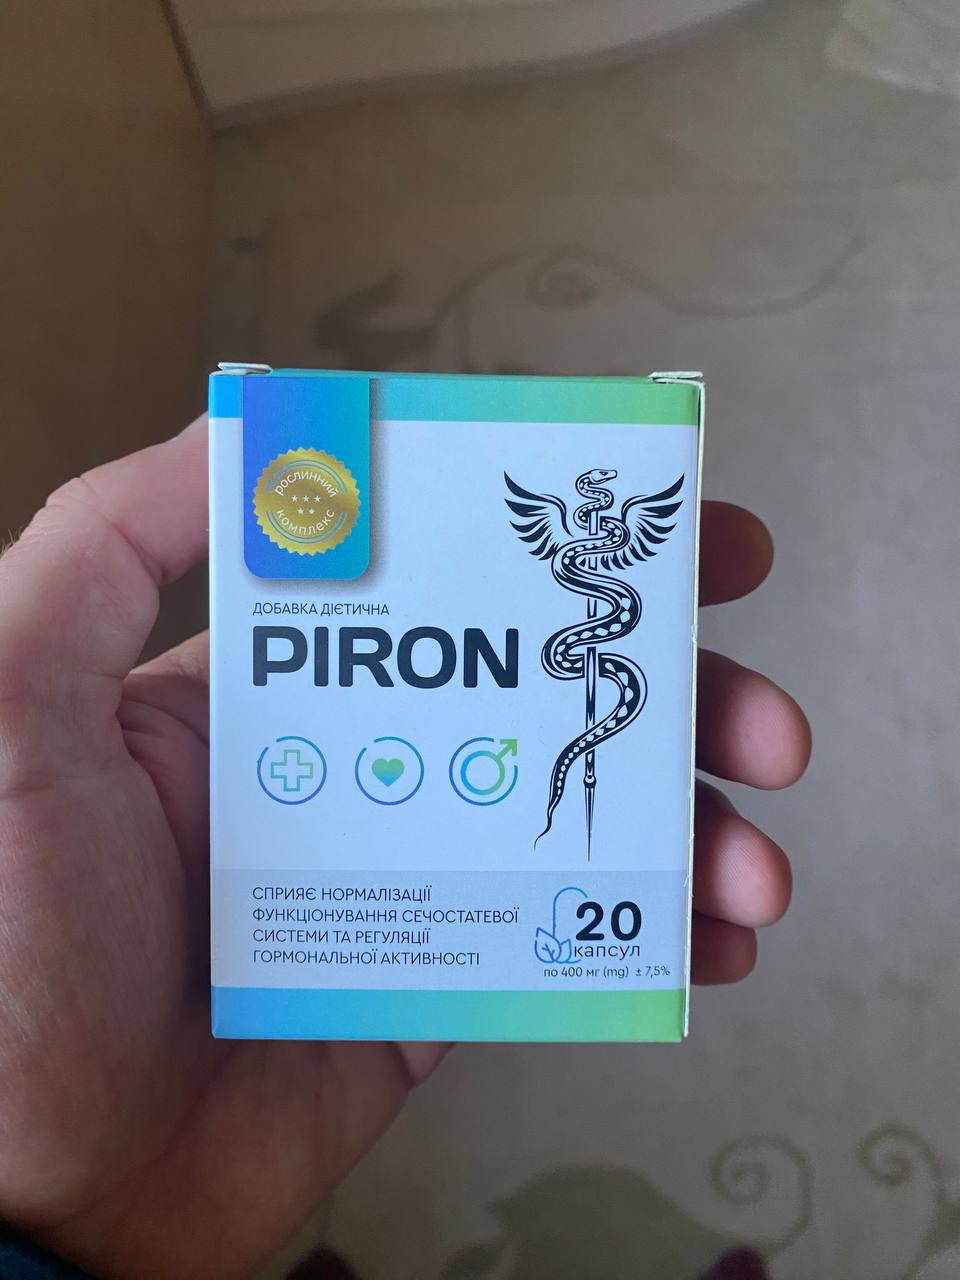 рослинний
комплекс
ДОБАВКА ДІЄТИЧНА
PIRON
СПРИЯЄ НОРМАЛІЗАЦІЇ
ФУНКЦІОНУВАННЯ СЕЧОСТАТЕВОЇ
СИСТЕМИ ТА РЕГУЛЯЦІЇ
ГОРМОНАЛЬНОЇ АКТИВНОСТІ
20
капсул
по 400 мг (mg) ± 7,5%